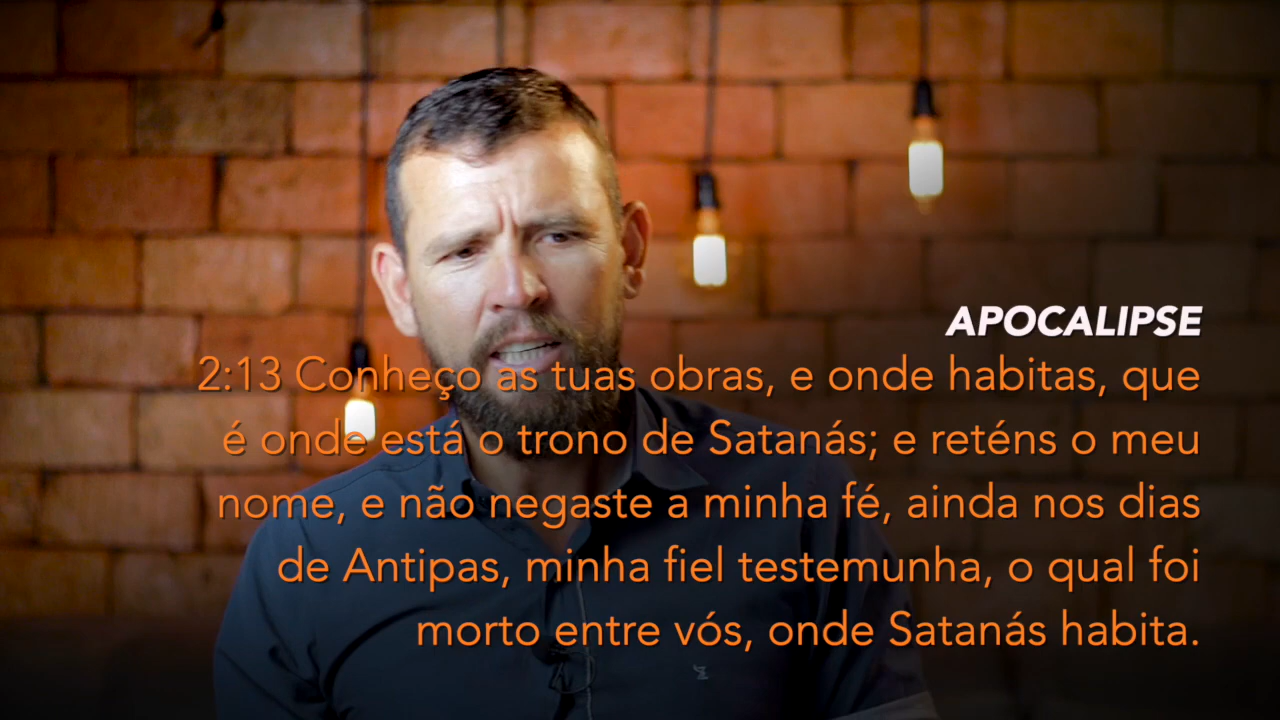 APOCALIPSE
2:13 Conheço as tuas obras, e onde habitas, que
é onde está o trono de Satanás; e reténs o meu
nome, e não negaste a minha fé, ainda nos dias
de Antipas, minha fiel testemunha, o qual foi
morto entre vós, onde Satanás habita.